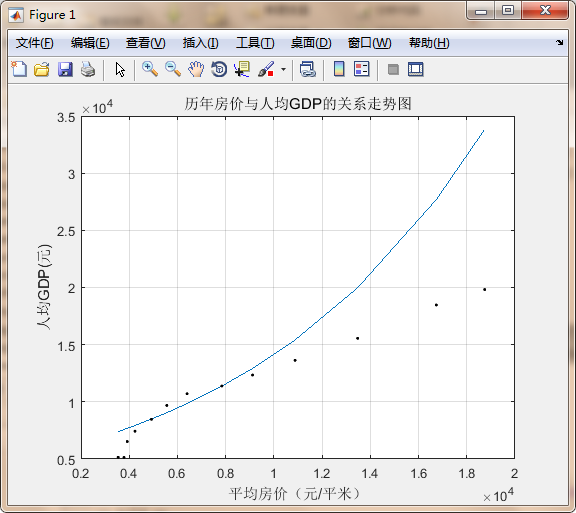 Figure 1
文件(F) 编辑(E) 查看(V) 插入(I) 工具(T) 桌面(D) 窗口(W) 帮助(H)
历年房价与人均GDP的关系走势图
×10⁴
3.5
3
2.5
2
1.5
1
0.5
人均GDP(元)
0.2 0.4 0.6 0.8 1 1.2 1.4 1.6 1.8 2
平均房价（元/平米）
×10⁴